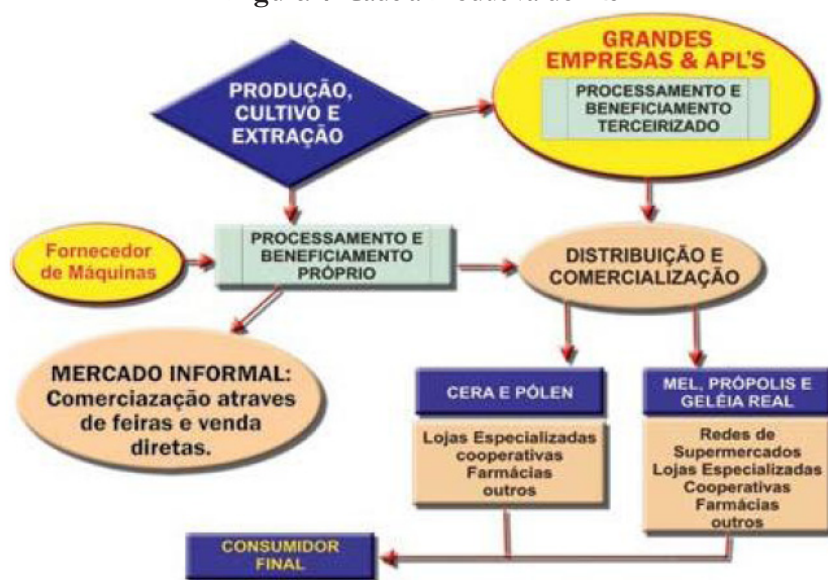 GRANDES
EMPRESAS & APL'S
PROCESSAMENTO E
BENEFICIAMENTO
TERCEIRIZADO
PRODUÇÃO,
CULTIVO E
EXTRAÇÃO
Fornecedor
de Máquinas
PROCESSAMENTO E
BENEFICIAMENTO
PRÓPRIO
DISTRIBUIÇÃO E
COMERCIALIZAÇÃO
MERCADO INFORMAL:
Comerciazação atraves
de feiras e venda
diretas.
CERA E PÓLEN
Lojas Especializadas
cooperativas
Farmácias
outros
MEL, PRÓPOLIS E
GELÉIA REAL
Redes de
Supermercados
Lojas Especializadas
Cooperativas
Farmácias
outros
CONSUMIDOR
FINAL